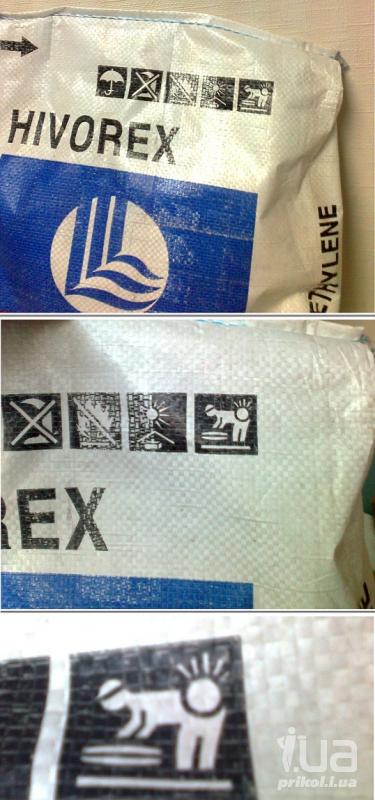 HIVOREX
ETHYLENE
REX
i.ua
prikol.i.ua